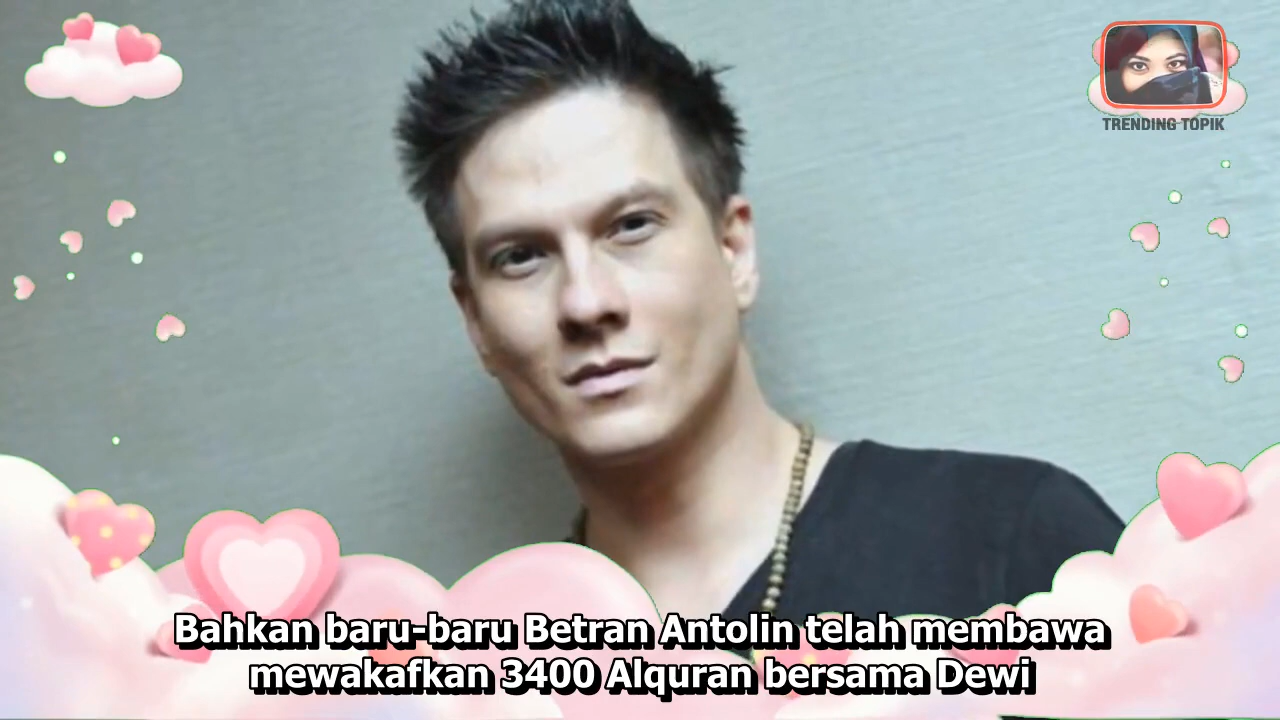 TRENDING TOPIK
Bahkan baru-baru Betran Antolin telah membawa
mewakafkan 3400 Alquran bersama Dewi